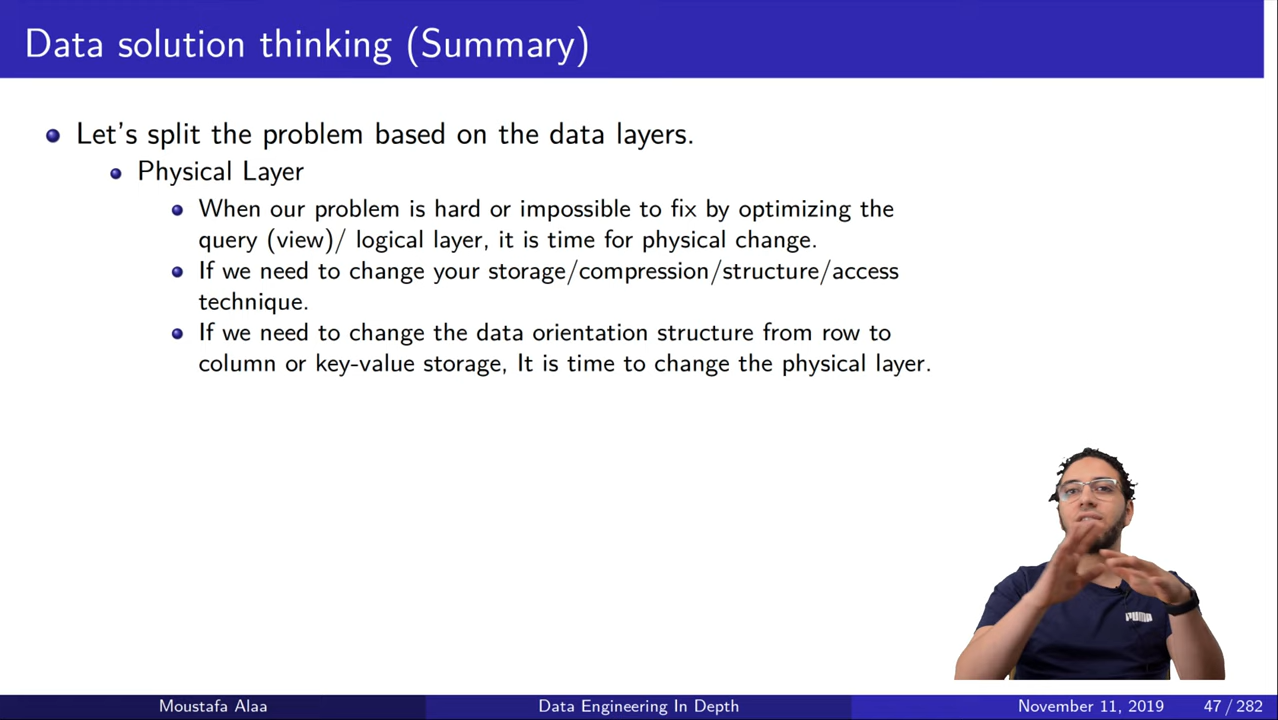 Data solution thinking (Summary)
Let's split the problem based on the data layers.
Physical Layer
When our problem is hard or impossible to fix by optimizing the
query (view)/ logical layer, it is time for physical change.
If we need to change your storage/compression/structure/access
technique.
If we need to change the data orientation structure from row to
column or key-value storage, It is time to change the physical layer.
PUMA
Moustafa Alaa
Data Engineering In Depth
November 11, 2019
47 / 282